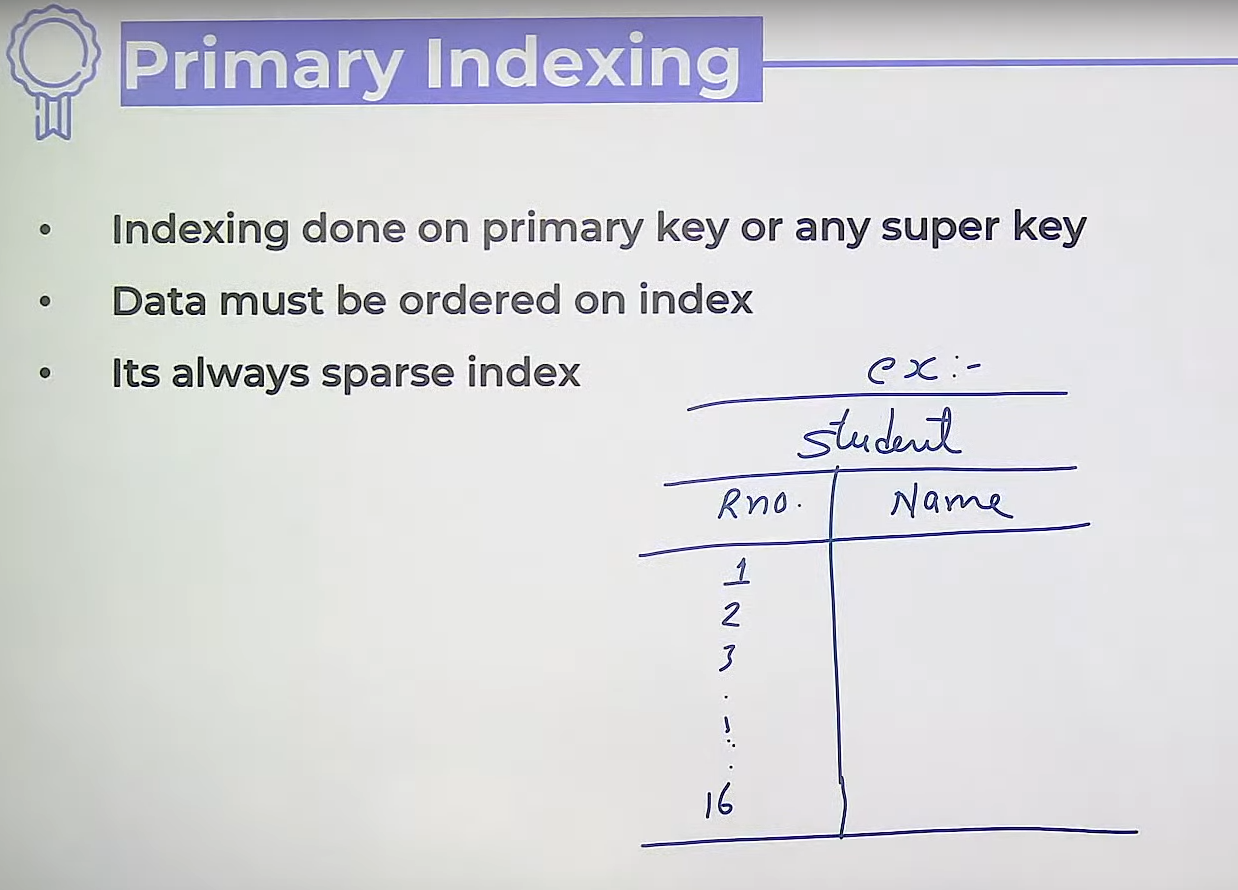 Primary Indexing
• Indexing done on primary key or any super key
• Data must be ordered on index
• Its always sparse index
ex:-
Student
Rno. Name
1
2
3
.
!
:
.
16